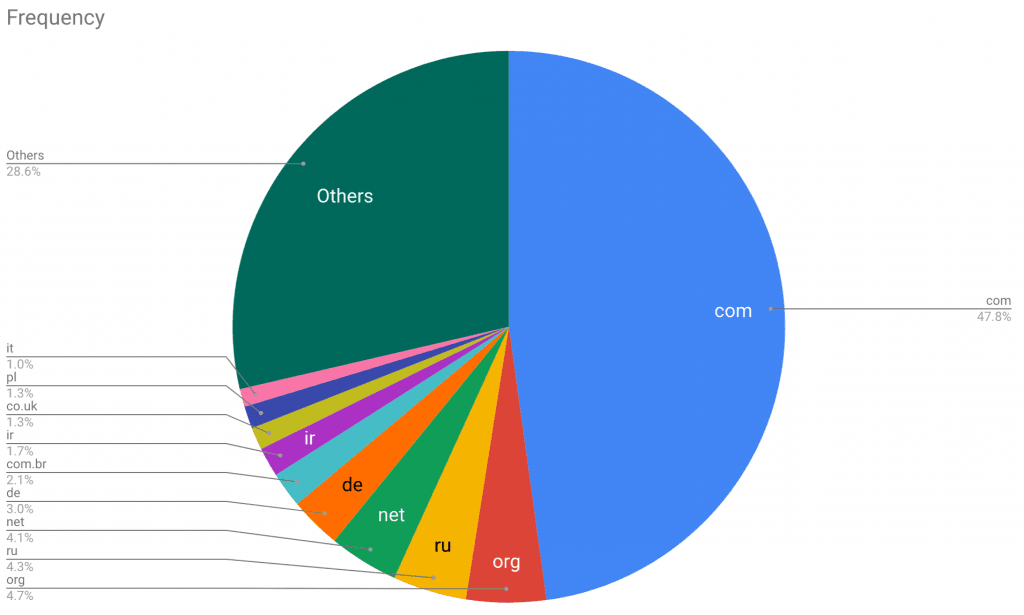 Frequency
Others
28.6%
Others
com
com
47.8%
it
1.0%
pl
1.3%
co.uk
1.3%
ir
1.7%
ir
com.br
2.1%
de
3.0%
de
net
4.1%
net
ru
4.3%
ru
org
4.7%
org